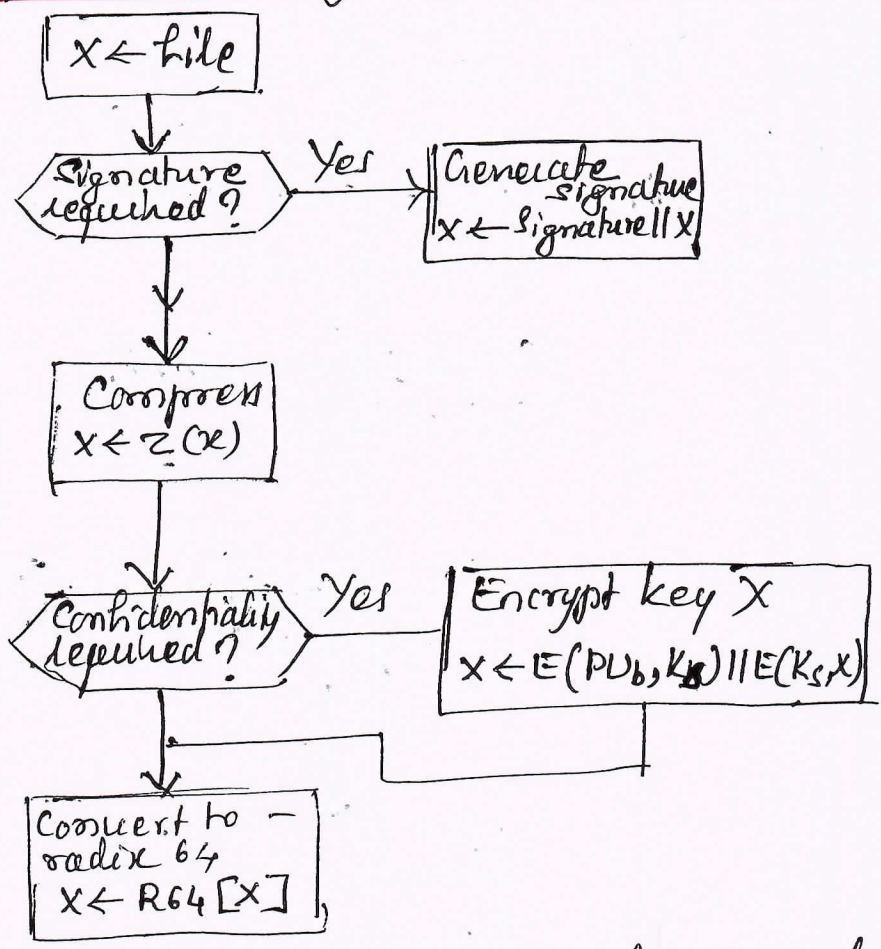 X ← file
Signature
required?
Yes
Generate
signature
X ← Signature || X
Compress
X ← Z(x)
Confidentiality
required?
Yes
Encrypt key X
X ← E(PUb, Ks) || E(Ks, X)
Convert to –
radix 64
X ← R64 [X]